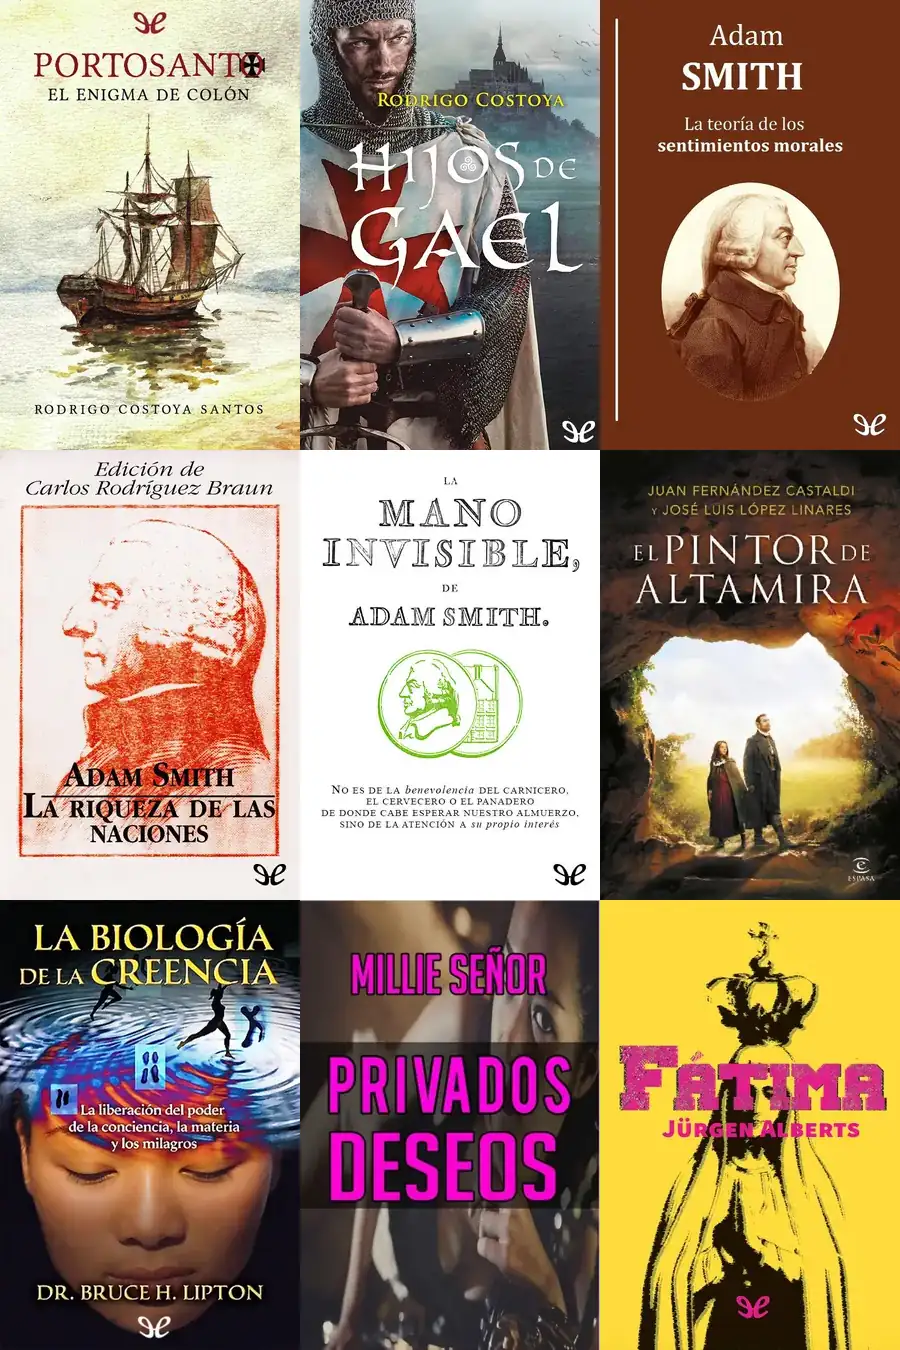 PORTOSANTO
EL ENIGMA DE COLÓN
RODRIGO COSTOYA SANTOS
RODRIGO COSTOYA
HIJOS DE
GAEL
Adam
SMITH
La teoría de los
sentimientos morales
Edición de
Carlos Rodríguez Braun
ADAM SMITH
LA RIQUEZA DE LAS
NACIONES
LA
MANO
INVISIBLE,
DE
ADAM SMITH.
NO ES DE LA benevolencia DEL CARNICERO,
EL CERVECERO O EL PANADERO
DE DONDE CABE ESPERAR NUESTRO ALMUERZO,
SINO DE LA ATENCIÓN A su propio interés
JUAN FERNÁNDEZ CASTALDI
Y JOSÉ LUIS LÓPEZ LINARES
EL PINTOR DE
ALTAMIRA
ESPASA
LA BIOLOGÍA
DE LA CREENCIA
La liberación del poder
de la conciencia, la materia
y los milagros
DR. BRUCE H. LIPTON
MILLIE SEÑOR
PRIVADOS
DESEOS
FÁTIMA
JÜRGEN ALBERTS